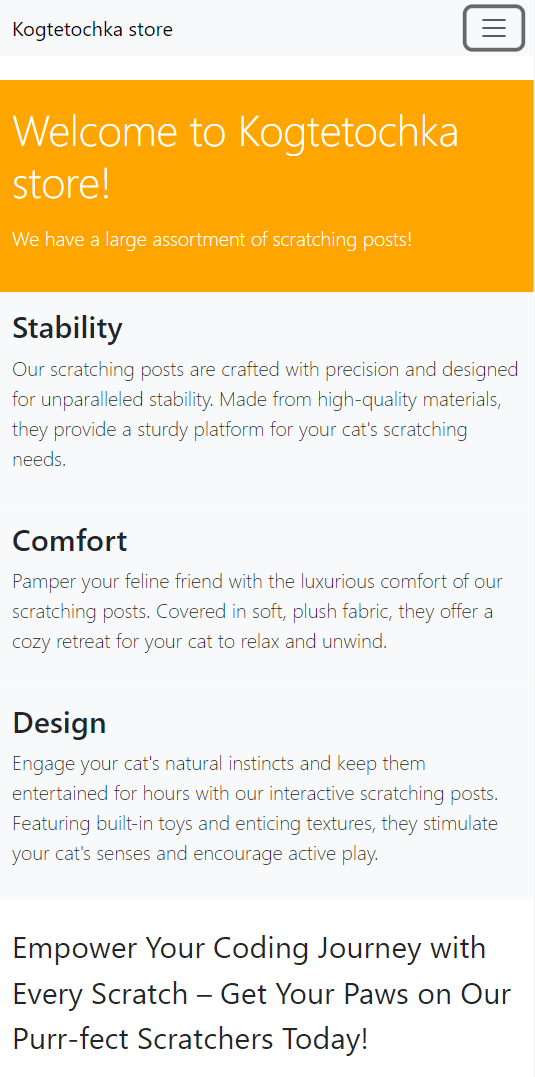 Kogtetochka store
Welcome to Kogtetochka
store!
We have a large assortment of scratching posts!
Stability
Our scratching posts are crafted with precision and designed
for unparalleled stability. Made from high-quality materials,
they provide a sturdy platform for your cat's scratching
needs.
Comfort
Pamper your feline friend with the luxurious comfort of our
scratching posts. Covered in soft, plush fabric, they offer a
cozy retreat for your cat to relax and unwind.
Design
Engage your cat's natural instincts and keep them
entertained for hours with our interactive scratching posts.
Featuring built-in toys and enticing textures, they stimulate
your cat's senses and encourage active play.
Empower Your Coding Journey with
Every Scratch – Get Your Paws on Our
Purr-fect Scratchers Today!